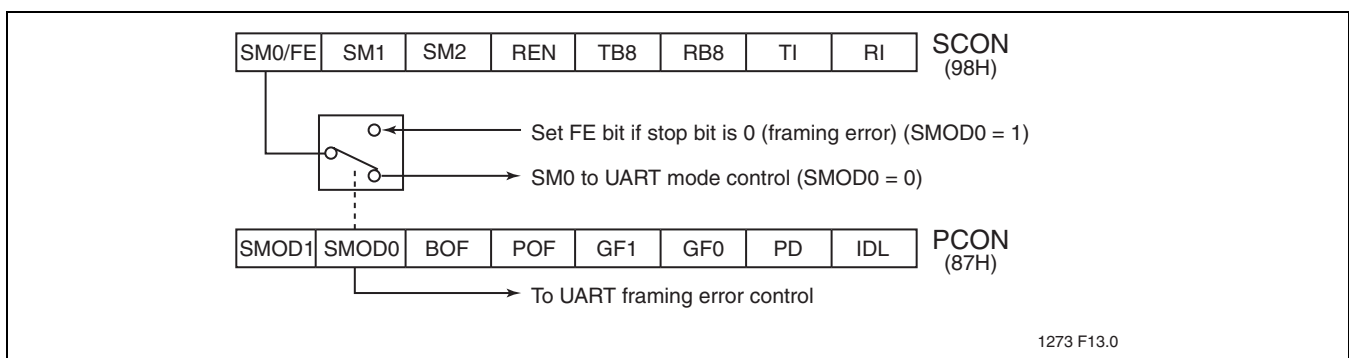 SM0/FE SM1 SM2 REN TB8 RB8 TI RI SCON
(98H)
Set FE bit if stop bit is 0 (framing error) (SMOD0 = 1)
SM0 to UART mode control (SMOD0 = 0)
SMOD1 SMOD0 BOF POF GF1 GF0 PD IDL PCON
(87H)
To UART framing error control
1273 F13.0